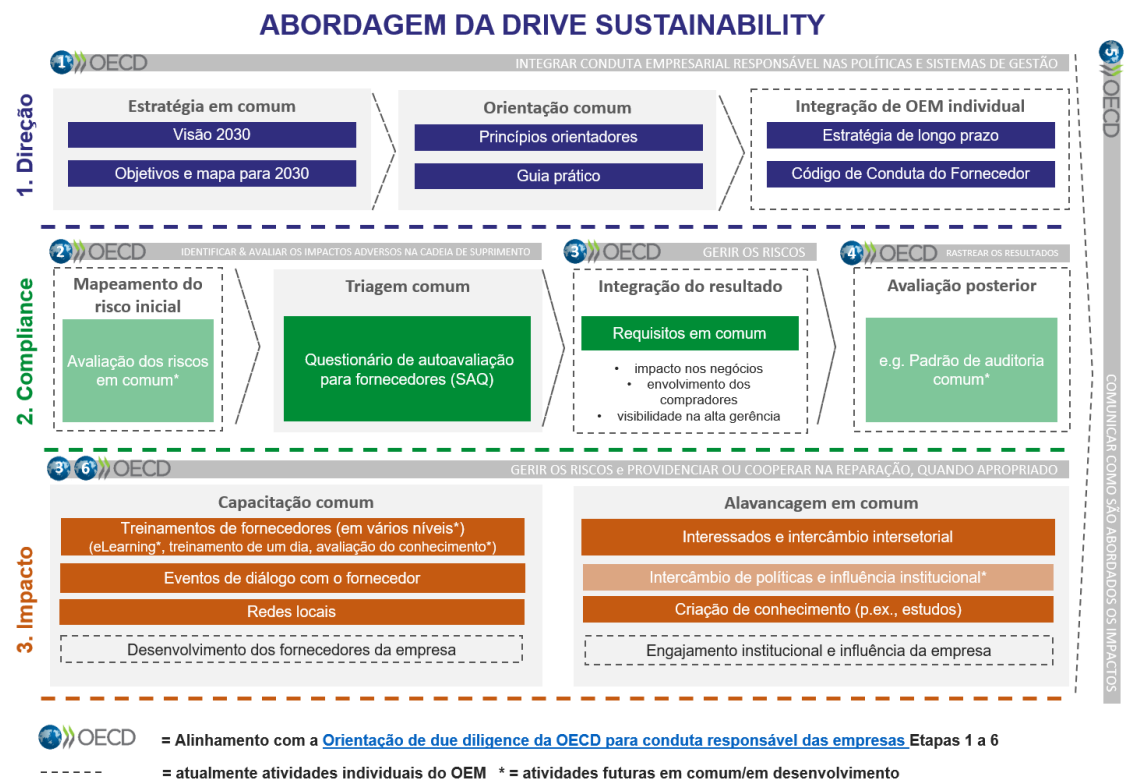 ABORDAGEM DA DRIVE SUSTAINABILITY
1 OECD
INTEGRAR CONDUTA EMPRESARIAL RESPONSÁVEL NAS POLÍTICAS E SISTEMAS DE GESTÃO
1. Direção
Estratégia em comum
Visão 2030
Objetivos e mapa para 2030
Orientação comum
Princípios orientadores
Guia prático
Integração de OEM individual
Estratégia de longo prazo
Código de Conduta do Fornecedor
2 OECD
IDENTIFICAR & AVALIAR OS IMPACTOS ADVERSOS NA CADEIA DE SUPRIMENTO
3 OECD
GERIR OS RISCOS
4 OECD
RASTREAR OS RESULTADOS
2. Compliance
Mapeamento do
risco inicial
Avaliação dos riscos
em comum*
Triagem comum
Questionário de autoavaliação
para fornecedores (SAQ)
Integração do resultado
Requisitos em comum
• impacto nos negócios
• envolvimento dos
compradores
• visibilidade na alta gerência
Avaliação posterior
e.g. Padrão de auditoria
comum*
3 6 OECD
GERIR OS RISCOS e PROVIDENCIAR OU COOPERAR NA REPARAÇÃO, QUANDO APROPRIADO
3. Impacto
Capacitação comum
Treinamentos de fornecedores (em vários níveis*)
(eLearning*, treinamento de um dia, avaliação do conhecimento*)
Eventos de diálogo com o fornecedor
Redes locais
Desenvolvimento dos fornecedores da empresa
Alavancagem em comum
Interessados e intercâmbio intersetorial
Intercâmbio de políticas e influência institucional*
Criação de conhecimento (p.ex., estudos)
Engajamento institucional e influência da empresa
5 OECD
COMUNICAR COMO SÃO ABORDADOS OS IMPACTOS
OECD = Alinhamento com a Orientação de due diligence da OECD para conduta responsável das empresas Etapas 1 a 6
= atualmente atividades individuais do OEM * = atividades futuras em comum/em desenvolvimento